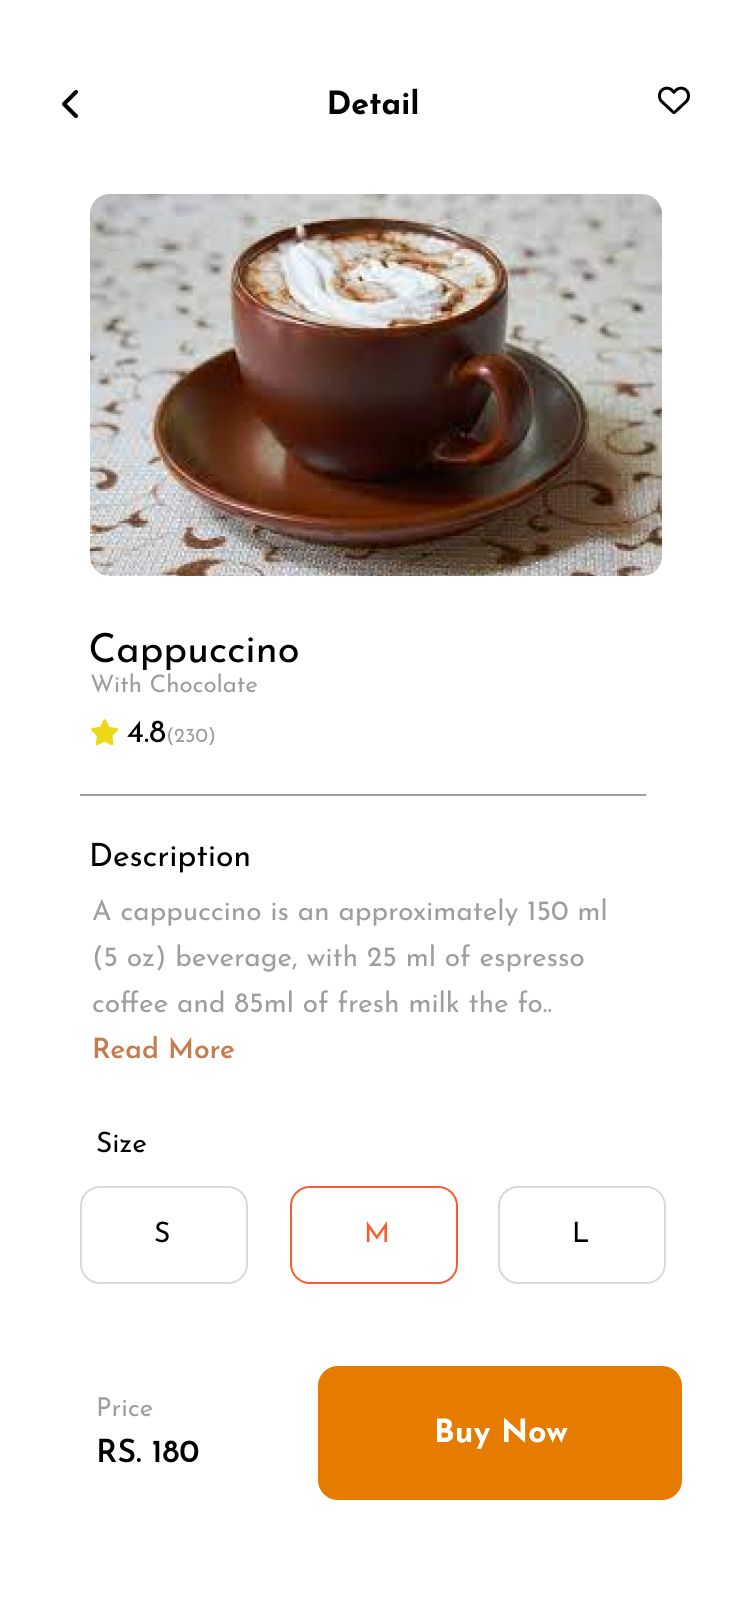 Detail
Cappuccino
With Chocolate
4.8(230)
Description
A cappuccino is an approximately 150 ml
(5 oz) beverage, with 25 ml of espresso
coffee and 85ml of fresh milk the fo..
Read More
Size
S M L
Price
RS. 180
Buy Now